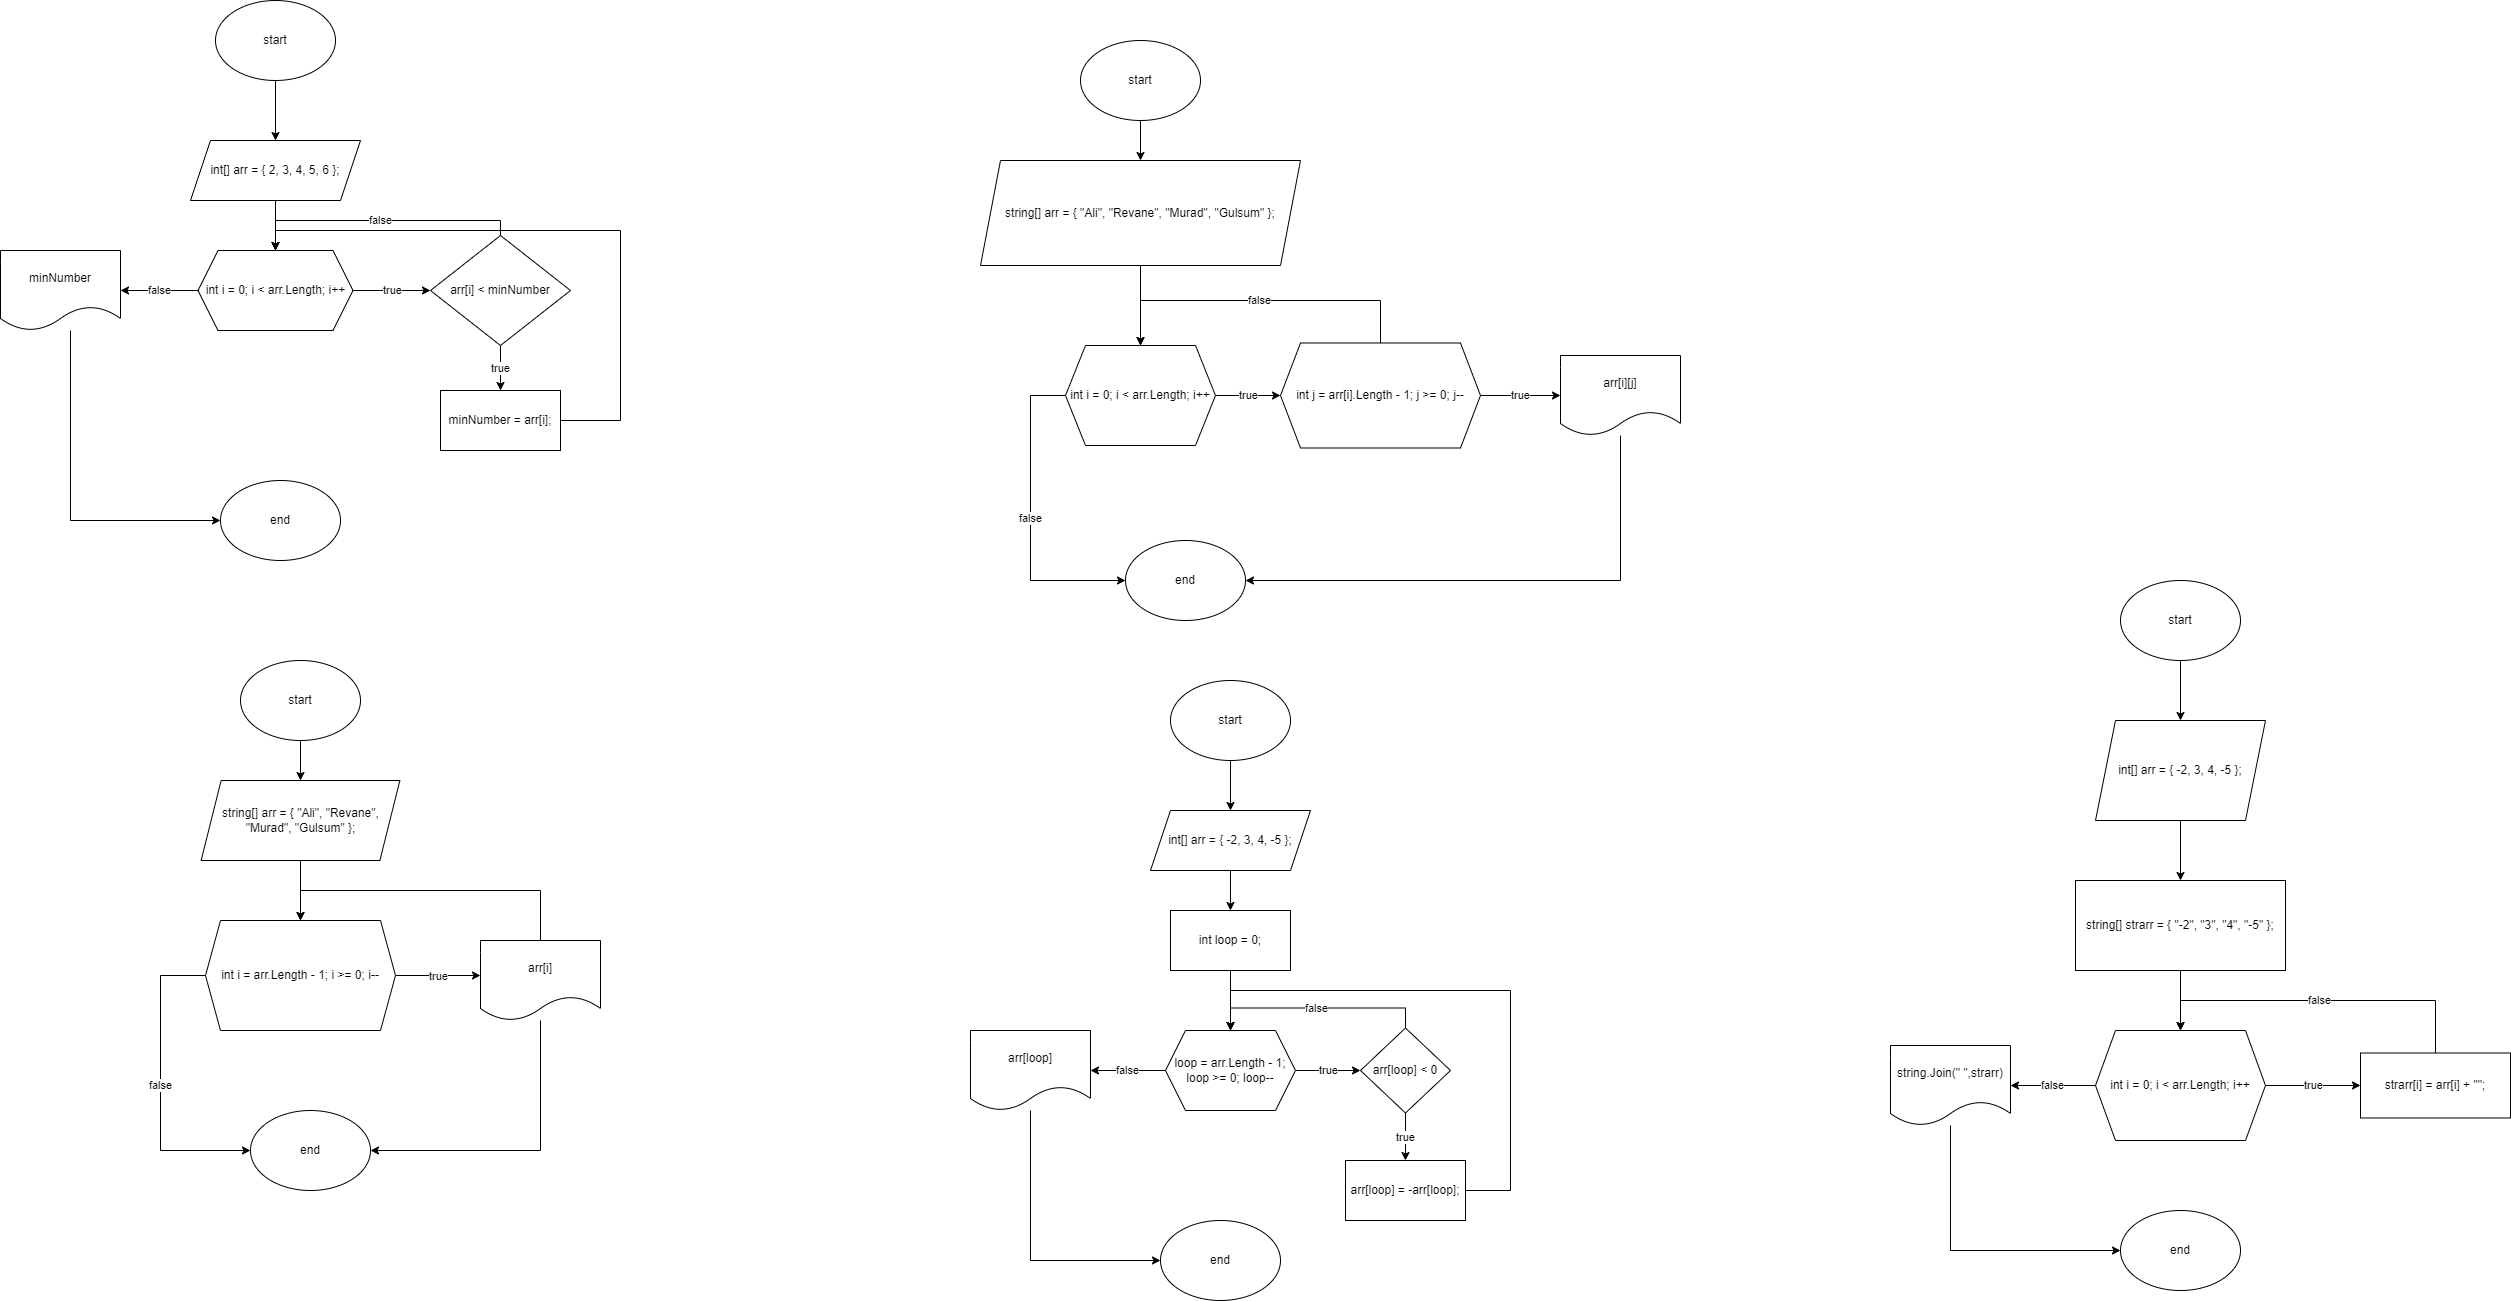 start
int[] arr = { 2, 3, 4, 5, 6 };
false
minNumber
false
int i = 0; i < arr.Length; i++
true
arr[i] < minNumber
true
minNumber = arr[i];
end
start
string[] arr = { "Ali", "Revane", "Murad", "Gulsum" };
false
int i = 0; i < arr.Length; i++
true
int j = arr[i].Length - 1; j >= 0; j--
true
arr[i][j]
false
end
start
string[] arr = { "Ali", "Revane",
"Murad", "Gulsum" };
int i = arr.Length - 1; i >= 0; i--
true
arr[i]
false
end
start
int[] arr = { -2, 3, 4, -5 };
int loop = 0;
false
arr[loop]
false
loop = arr.Length - 1;
loop >= 0; loop--
true
arr[loop] < 0
true
arr[loop] = -arr[loop];
end
start
int[] arr = { -2, 3, 4, -5 };
string[] strarr = { "-2", "3", "4", "-5" };
false
string.Join(" ",strarr)
false
int i = 0; i < arr.Length; i++
true
strarr[i] = arr[i] + "";
end